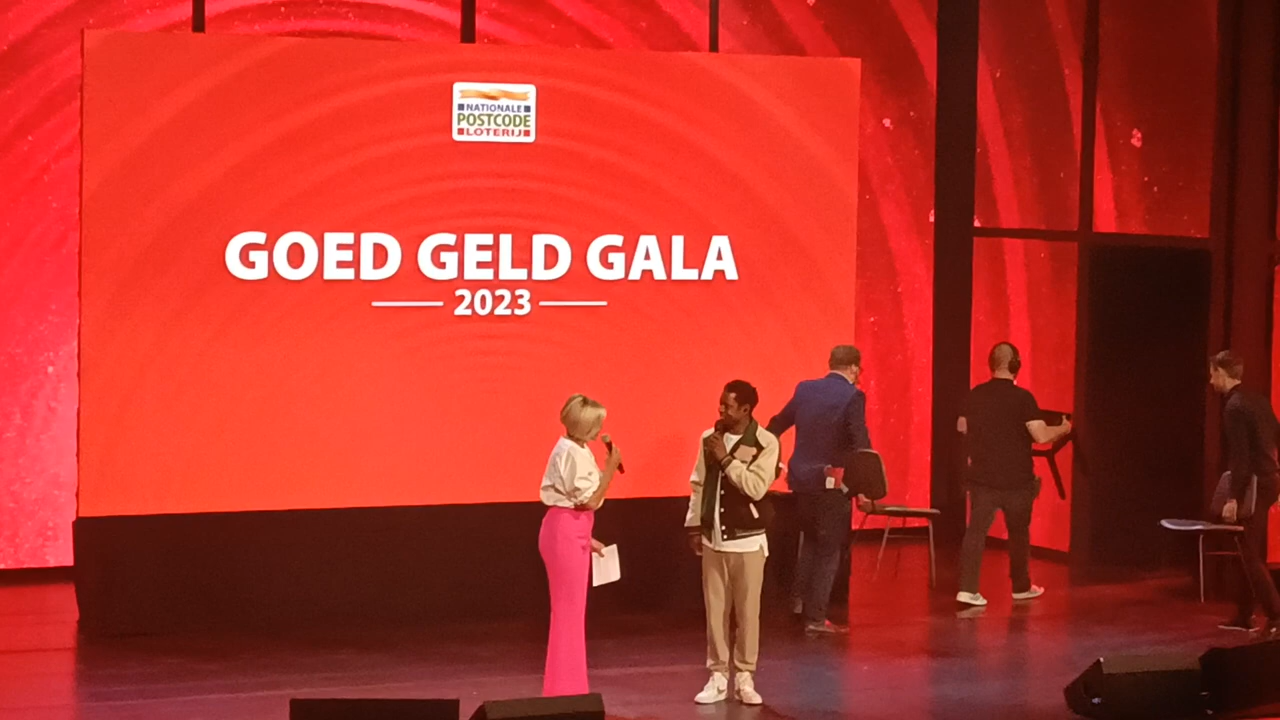 NATIONALE
POSTCODE
LOTERIJ
GOED GELD GALA
2023